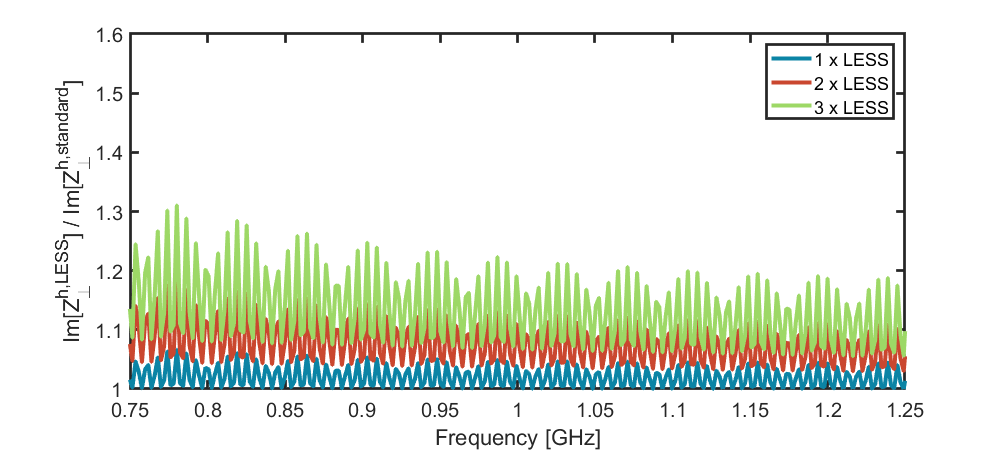 1.6
1.5
1.4
1.3
1.2
1.1
1
0.75 0.8 0.85 0.9 0.95 1 1.05 1.1 1.15 1.2 1.25
Frequency [GHz]
Im[Z⊥^h,LESS] / Im[Z⊥^h,standard]
1 x LESS
2 x LESS
3 x LESS